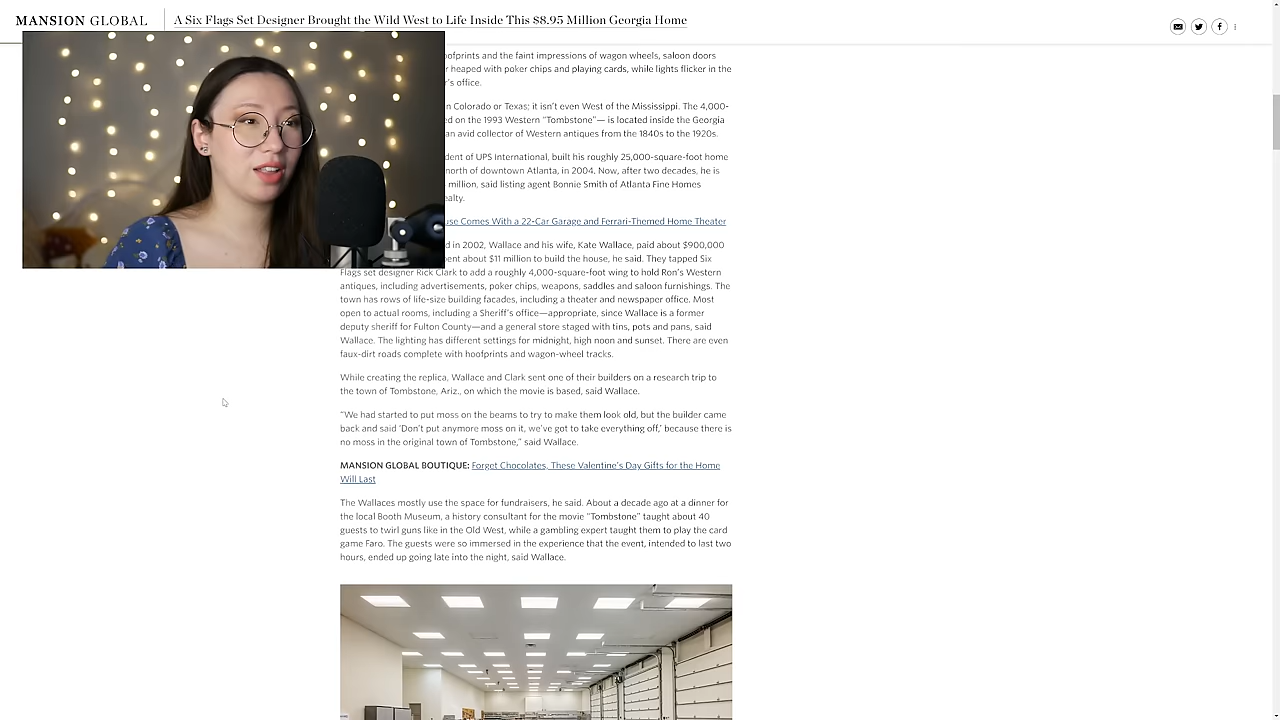 MANSION GLOBAL
A Six Flags Set Designer Brought the Wild West to Life Inside This $8.95 Million Georgia Home
and the faint impressions of wagon wheels, saloon doors
heaped with poker chips and playing cards, while lights flicker in the
office.
Colorado or Texas; it isn't even West of the Mississippi. The 4,000-
on the 1993 Western "Tombstone"— is located inside the Georgia
an avid collector of Western antiques from the 1840s to the 1920s.
of UPS International, built his roughly 25,000-square-foot home
north of downtown Atlanta, in 2004. Now, after two decades, he is
million, said listing agent Bonnie Smith of Atlanta Fine Homes
Comes With a 22-Car Garage and Ferrari-Themed Home Theater
in 2002, Wallace and his wife, Kate Wallace, paid about $900,000
about $11 million to build the house, he said. They tapped Six
Flags set designer Rick Clark to add a roughly 4,000-square-foot wing to hold Ron's Western
antiques, including advertisements, poker chips, weapons, saddles and saloon furnishings. The
town has rows of life-size building facades, including a theater and newspaper office. Most
open to actual rooms, including a Sheriff's office—appropriate, since Wallace is a former
deputy sheriff for Fulton County—and a general store staged with tins, pots and pans, said
Wallace. The lighting has different settings for midnight, high noon and sunset. There are even
faux-dirt roads complete with hoofprints and wagon-wheel tracks.
While creating the replica, Wallace and Clark sent one of their builders on a research trip to
the town of Tombstone, Ariz., on which the movie is based, said Wallace.
"We had started to put moss on the beams to try to make them look old, but the builder came
back and said 'Don't put anymore moss on it, we've got to take everything off,' because there is
no moss in the original town of Tombstone," said Wallace.
MANSION GLOBAL BOUTIQUE: Forget Chocolates, These Valentine's Day Gifts for the Home
Will Last
The Wallaces mostly use the space for fundraisers, he said. About a decade ago at a dinner for
the local Booth Museum, a history consultant for the movie "Tombstone" taught about 40
guests to twirl guns like in the Old West, while a gambling expert taught them to play the card
game Faro. The guests were so immersed in the experience that the event, intended to last two
hours, ended up going late into the night, said Wallace.